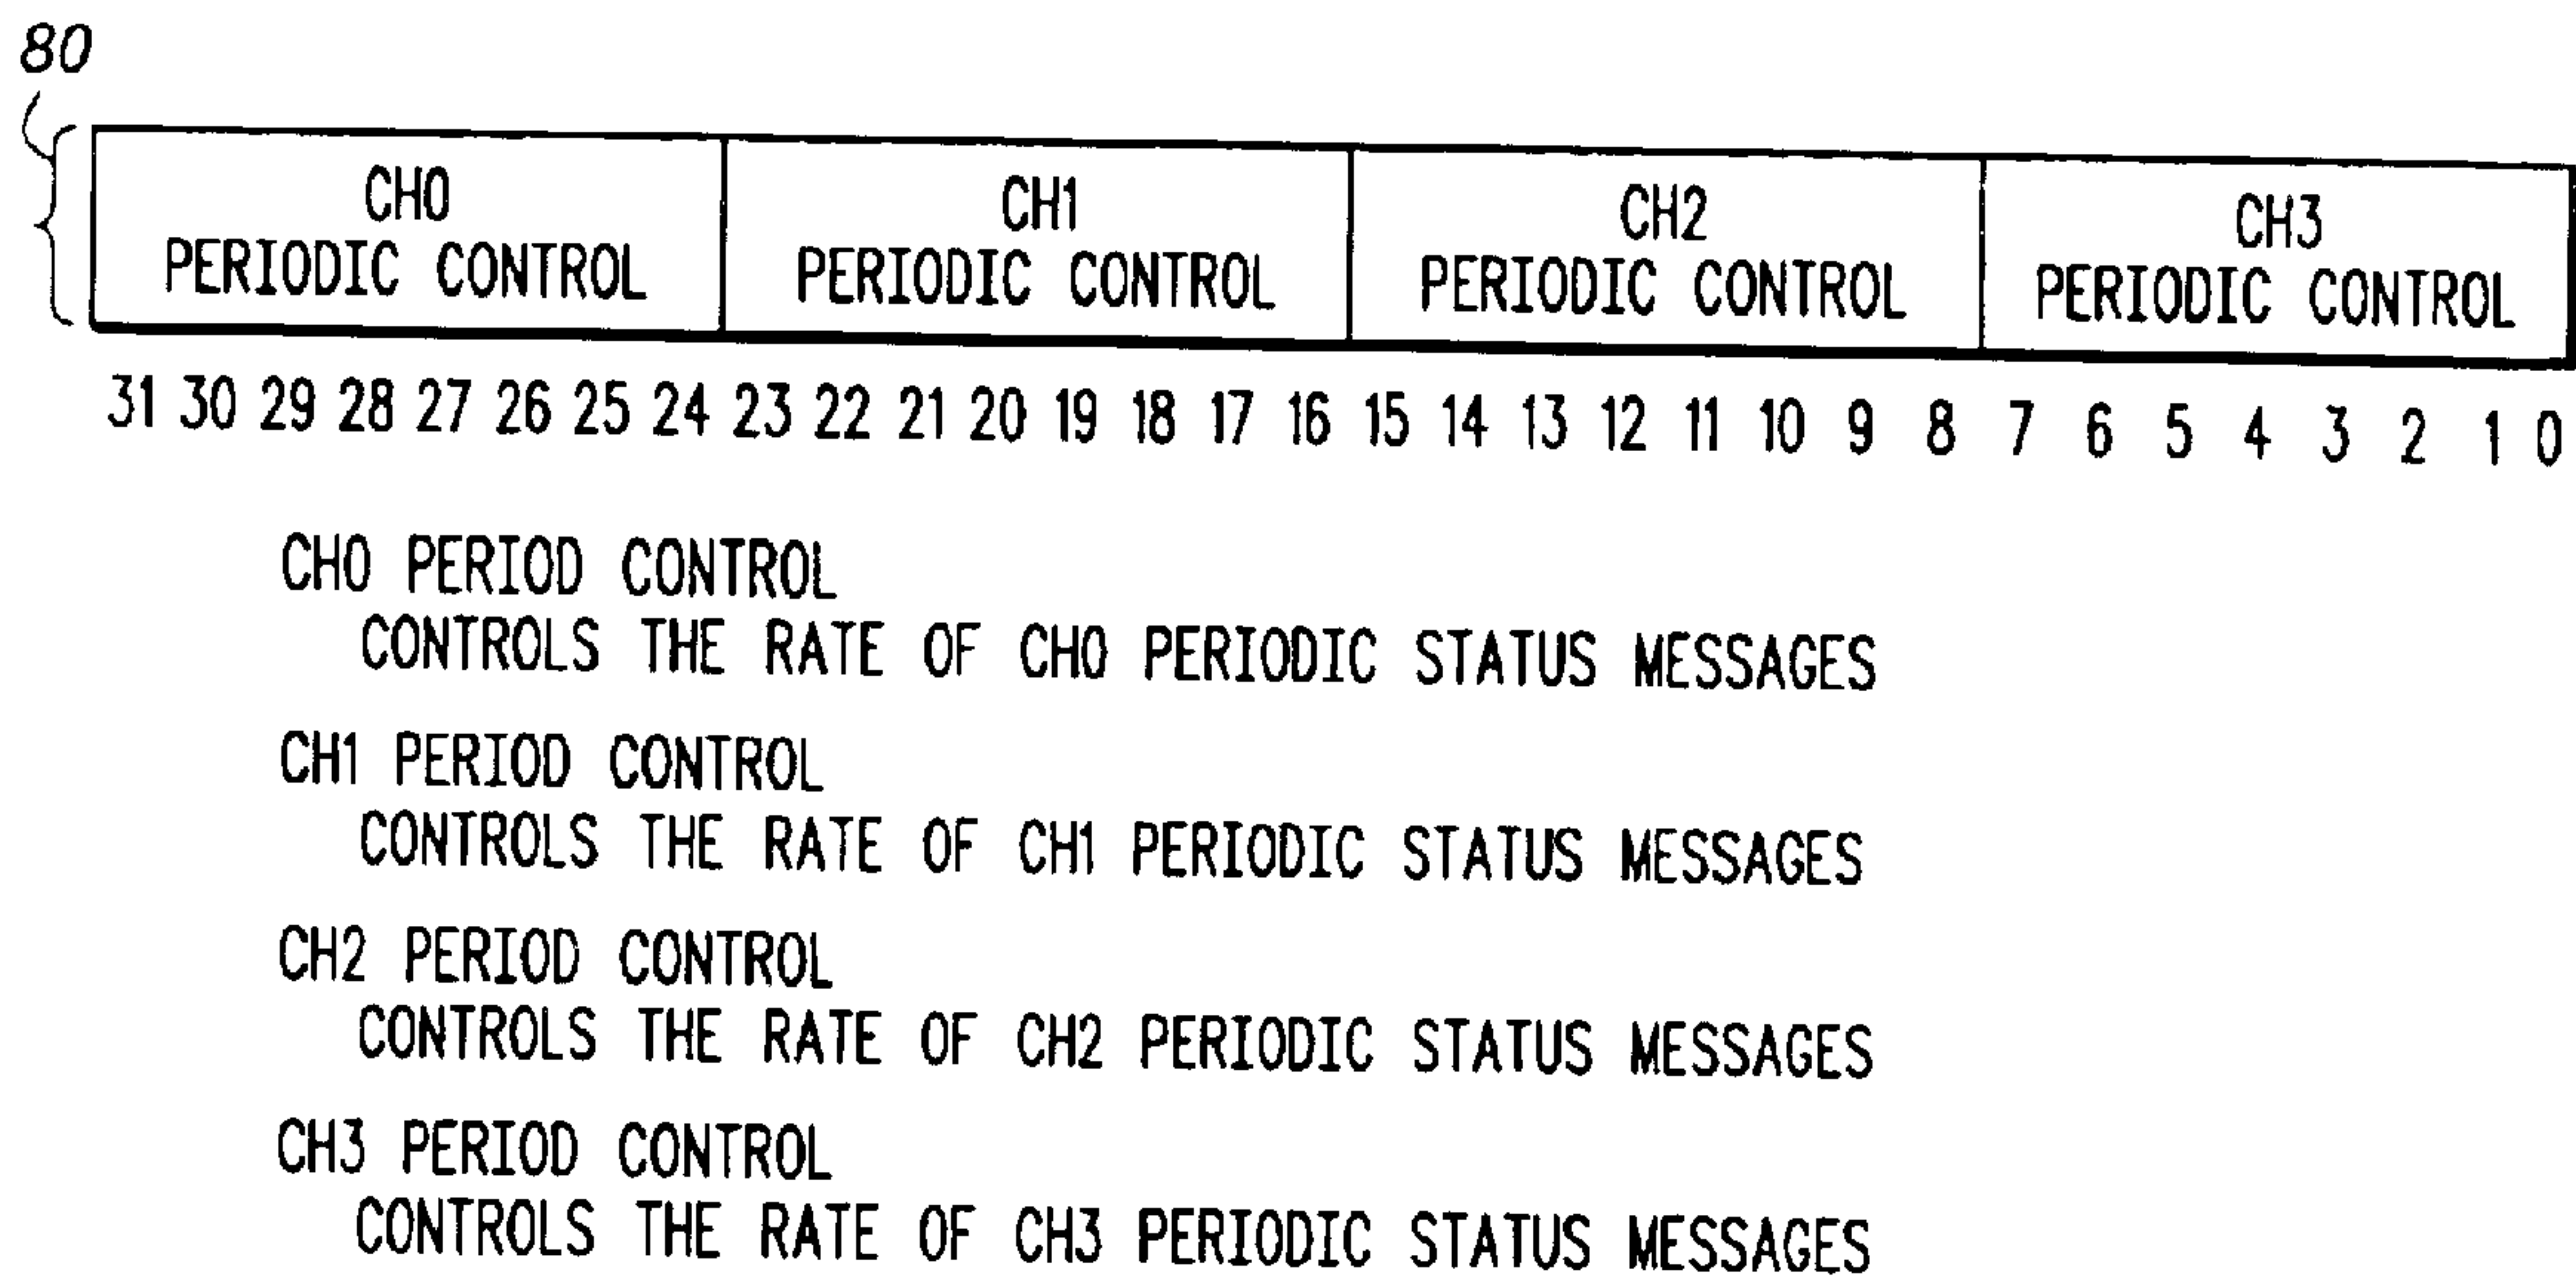 80
CH0 CH1 CH2 CH3
PERIODIC CONTROL PERIODIC CONTROL PERIODIC CONTROL PERIODIC CONTROL
31 30 29 28 27 26 25 24 23 22 21 20 19 18 17 16 15 14 13 12 11 10 9 8 7 6 5 4 3 2 1 0
CH0 PERIOD CONTROL
CONTROLS THE RATE OF CH0 PERIODIC STATUS MESSAGES
CH1 PERIOD CONTROL
CONTROLS THE RATE OF CH1 PERIODIC STATUS MESSAGES
CH2 PERIOD CONTROL
CONTROLS THE RATE OF CH2 PERIODIC STATUS MESSAGES
CH3 PERIOD CONTROL
CONTROLS THE RATE OF CH3 PERIODIC STATUS MESSAGES